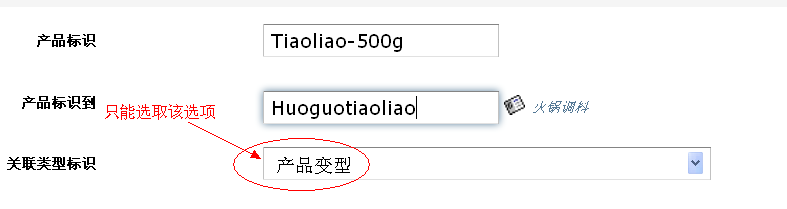 产品标识 Tiaoliao-500g
产品标识到 Huoguotiaoliao 火锅调料
只能选取该选项
关联类型标识 产品变型